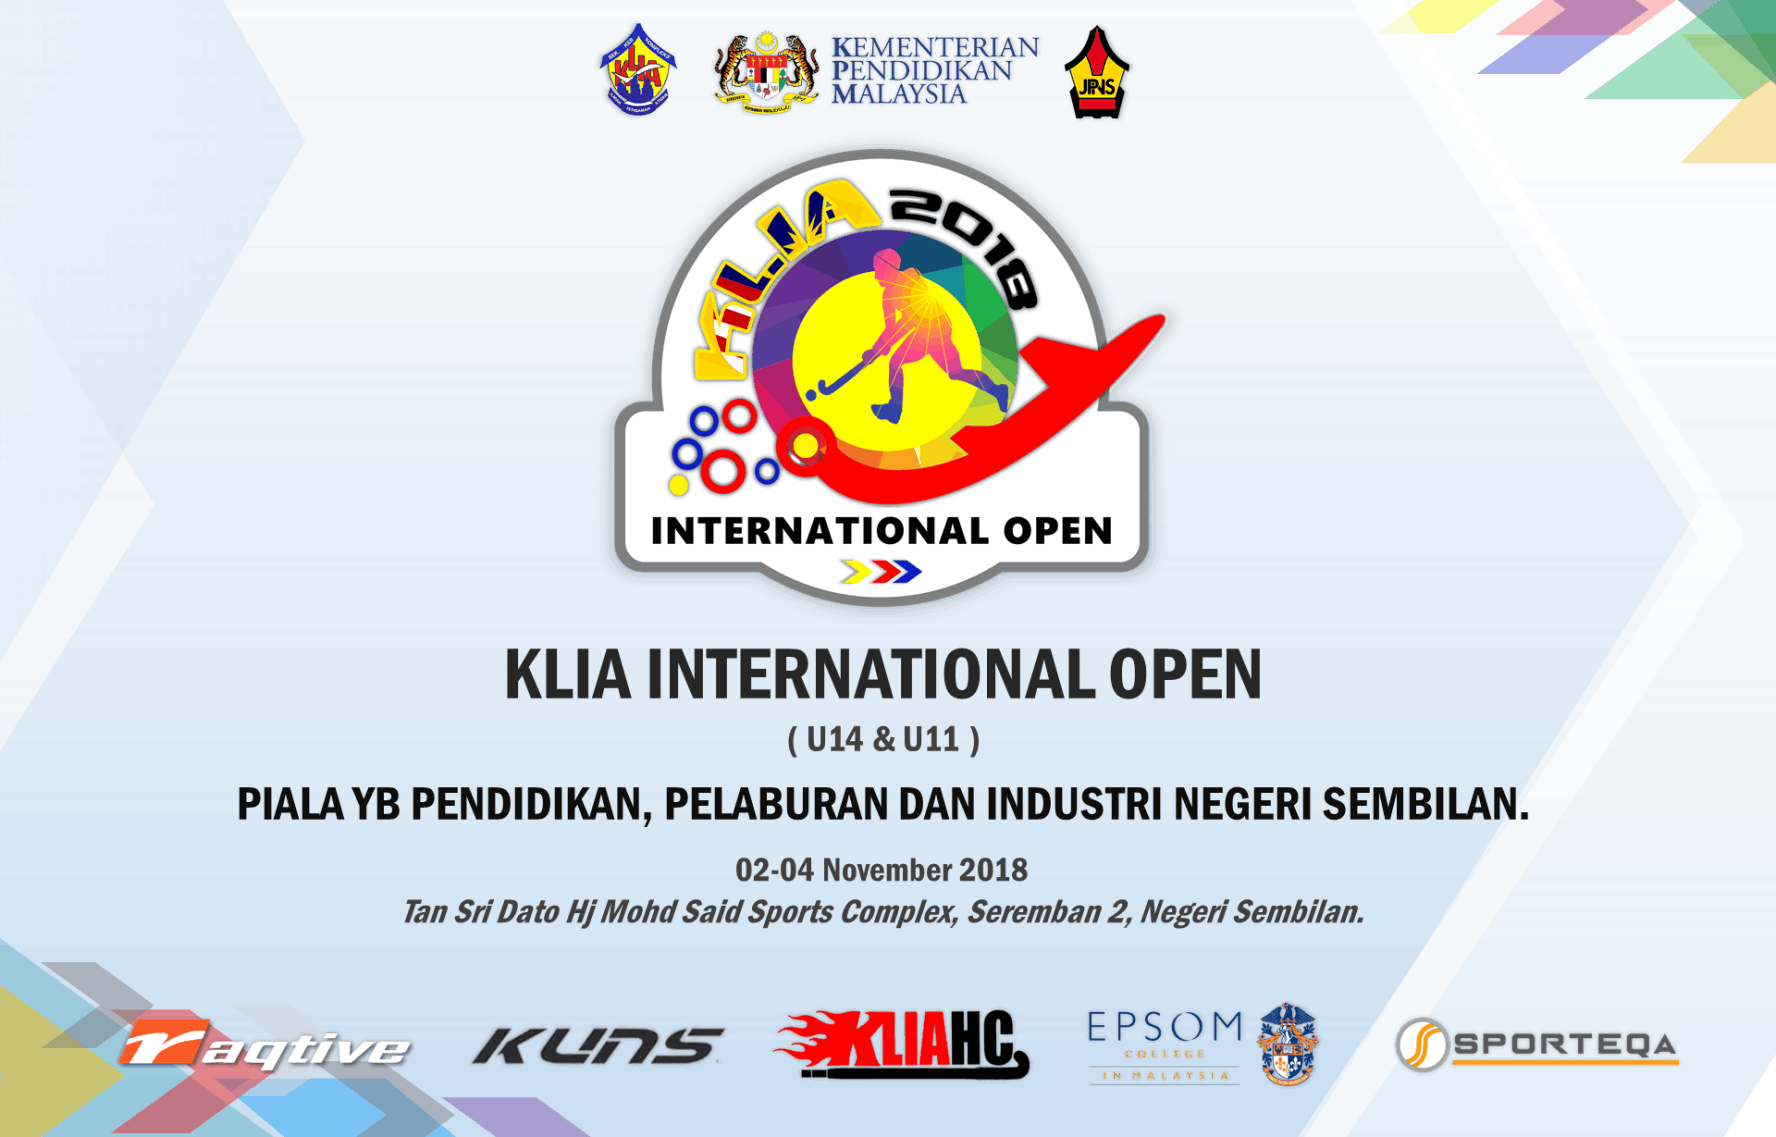 KEMENTERIAN
PENDIDIKAN
MALAYSIA
JPNS
KLIA 2018
INTERNATIONAL OPEN
KLIA INTERNATIONAL OPEN
( U14 & U11 )
PIALA YB PENDIDIKAN, PELABURAN DAN INDUSTRI NEGERI SEMBILAN.
02-04 November 2018
Tan Sri Dato Hj Mohd Said Sports Complex, Seremban 2, Negeri Sembilan.
raqtive
KUNS
KLIAHC
EPSOM
COLLEGE
IN MALAYSIA
SPORTEQA